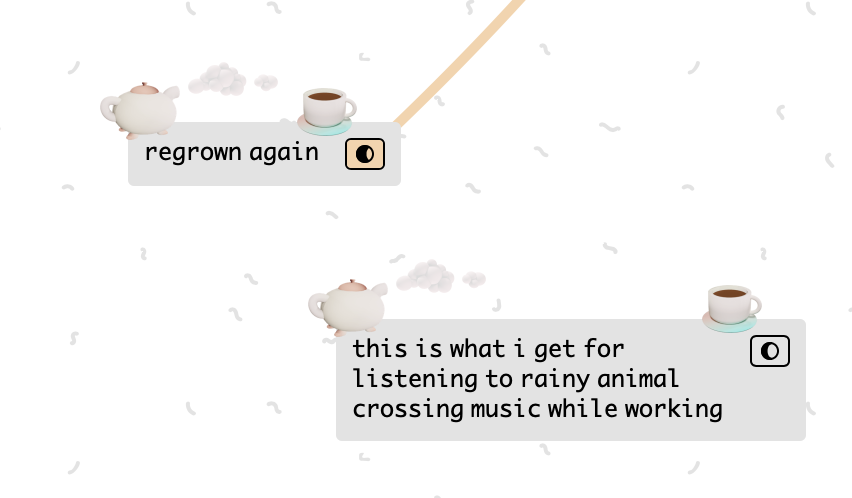 regrown again
this is what i get for
listening to rainy animal
crossing music while working